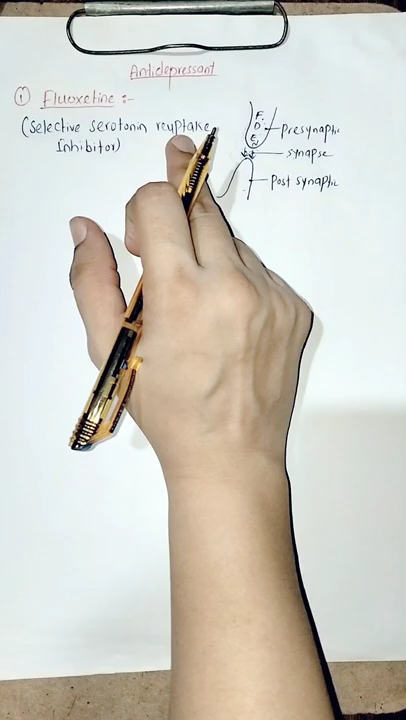 Antidepressant
① Fluoxetine :-
(Selective serotonin reuptake
Inhibitor)
Presynaptic
synapse
Post synaptic